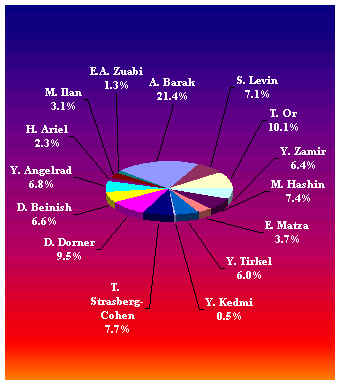 E.A. Zuabi
1.3%
A. Barak
21.4%
S. Levin
7.1%
M. Ilan
3.1%
T. Or
10.1%
H. Ariel
2.3%
Y. Zamir
6.4%
Y. Angelrad
6.8%
M. Hashin
7.4%
D. Beinish
6.6%
E. Matza
3.7%
D. Dorner
9.5%
Y. Tirkel
6.0%
T.
Strasberg-
Cohen
7.7%
Y. Kedmi
0.5%